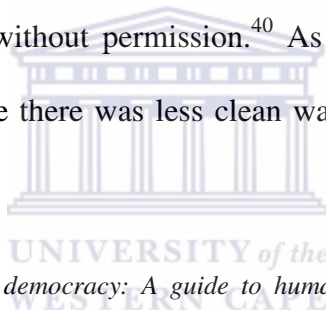 without permission.40 As
e there was less clean wa
UNIVERSITY of the
democracy: A guide to huma
WESTERN CAPE